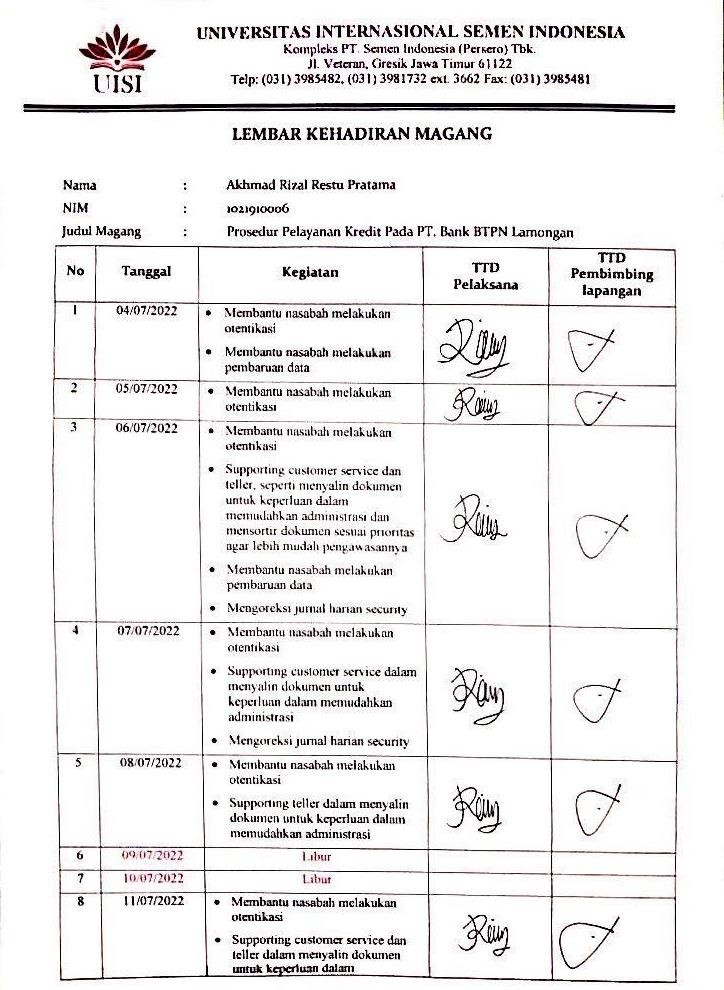 UNIVERSITAS INTERNASIONAL SEMEN INDONESIA
Kompleks PT. Semen Indonesia (Persero) Tbk.
Jl. Veteran, Gresik Jawa Timur 61122
Telp: (031) 3985482, (031) 3981732 ext. 3662 Fax: (031) 3985481
UISI
LEMBAR KEHADIRAN MAGANG
Nama : Akhmad Rizal Restu Pratama
NIM : 1021910006
Judul Magang : Prosedur Pelayanan Kredit Pada PT. Bank BTPN Lamongan
No Tanggal Kegiatan TTD Pelaksana TTD Pembimbing lapangan
1 04/07/2022 • Membantu nasabah melakukan
otentikasi
• Membantu nasabah melakukan
pembaruan data
2 05/07/2022 • Membantu nasabah melakukan
otentikasi
3 06/07/2022 • Membantu nasabah melakukan
otentikasi
• Supporting customer service dan
teller, seperti menyalin dokumen
untuk keperluan dalam
memudahkan administrasi dan
mensortir dokumen sesuai prioritas
agar lebih mudah pengawasannya
• Membantu nasabah melakukan
pembaruan data
• Mengoreksi jurnal harian security
4 07/07/2022 • Membantu nasabah melakukan
otentikasi
• Supporting customer service dalam
menyalin dokumen untuk
keperluan dalam memudahkan
administrasi
• Mengoreksi jurnal harian security
5 08/07/2022 • Membantu nasabah melakukan
otentikasi
• Supporting teller dalam menyalin
dokumen untuk keperluan dalam
memudahkan administrasi
6 09/07/2022 Libur
7 10/07/2022 Libur
8 11/07/2022 • Membantu nasabah melakukan
otentikasi
• Supporting customer service dan
teller dalam menyalin dokumen
untuk keperluan dalam